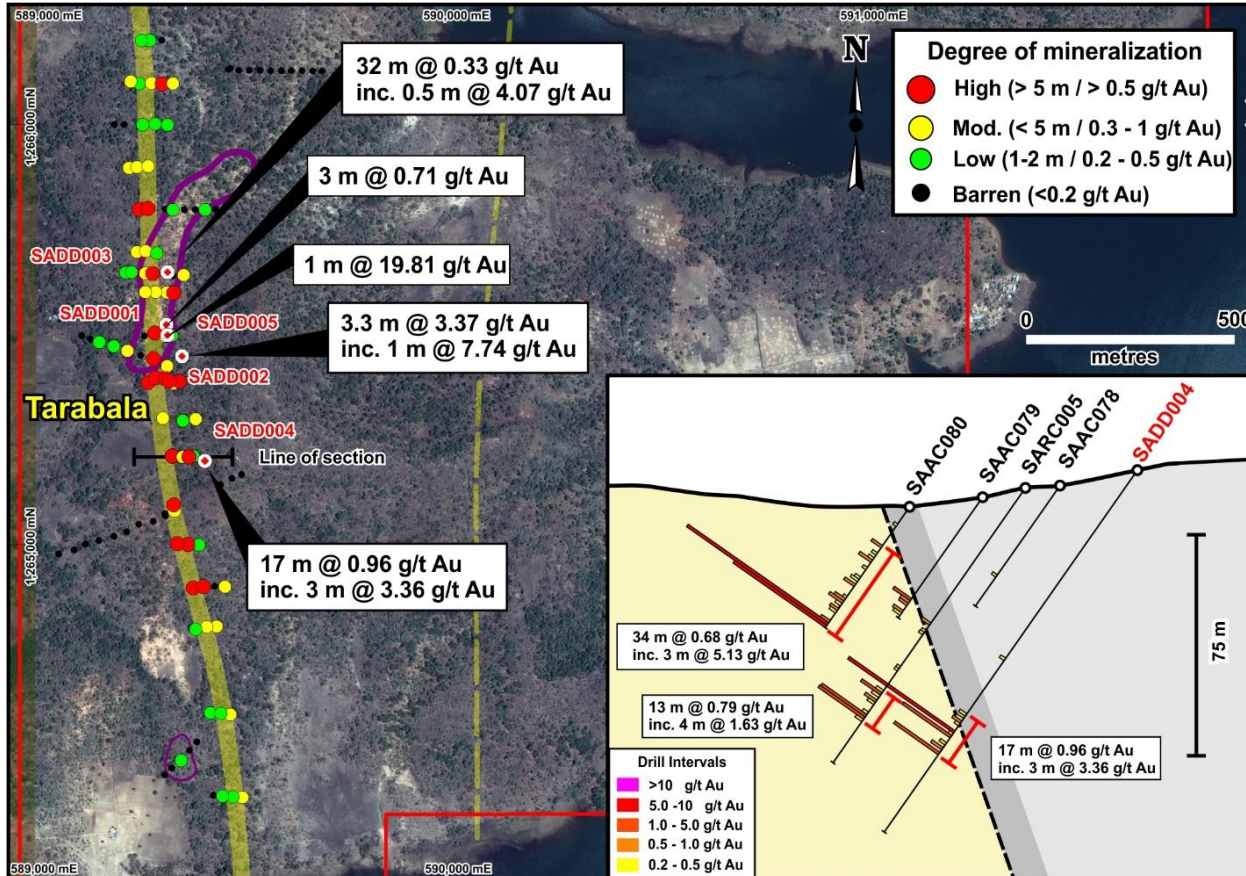 589,000 mE
590,000 mE
591,000 mE
1,266,000 mN
1,265,000 mN
32 m @ 0.33 g/t Au
inc. 0.5 m @ 4.07 g/t Au
3 m @ 0.71 g/t Au
1 m @ 19.81 g/t Au
3.3 m @ 3.37 g/t Au
inc. 1 m @ 7.74 g/t Au
SADD003
SADD001
SADD005
SADD002
Tarabala
SADD004
Line of section
17 m @ 0.96 g/t Au
inc. 3 m @ 3.36 g/t Au
N
Degree of mineralization
High (> 5 m / > 0.5 g/t Au)
Mod. (< 5 m / 0.3 - 1 g/t Au)
Low (1-2 m / 0.2 - 0.5 g/t Au)
Barren (<0.2 g/t Au)
0
500
metres
SAAC080
SAAC079
SARC005
SAAC078
SADD004
75 m
34 m @ 0.68 g/t Au
inc. 3 m @ 5.13 g/t Au
13 m @ 0.79 g/t Au
inc. 4 m @ 1.63 g/t Au
17 m @ 0.96 g/t Au
inc. 3 m @ 3.36 g/t Au
Drill Intervals
>10 g/t Au
5.0 -10 g/t Au
1.0 - 5.0 g/t Au
0.5 - 1.0 g/t Au
0.2 - 0.5 g/t Au
589,000 mE
590,000 mE